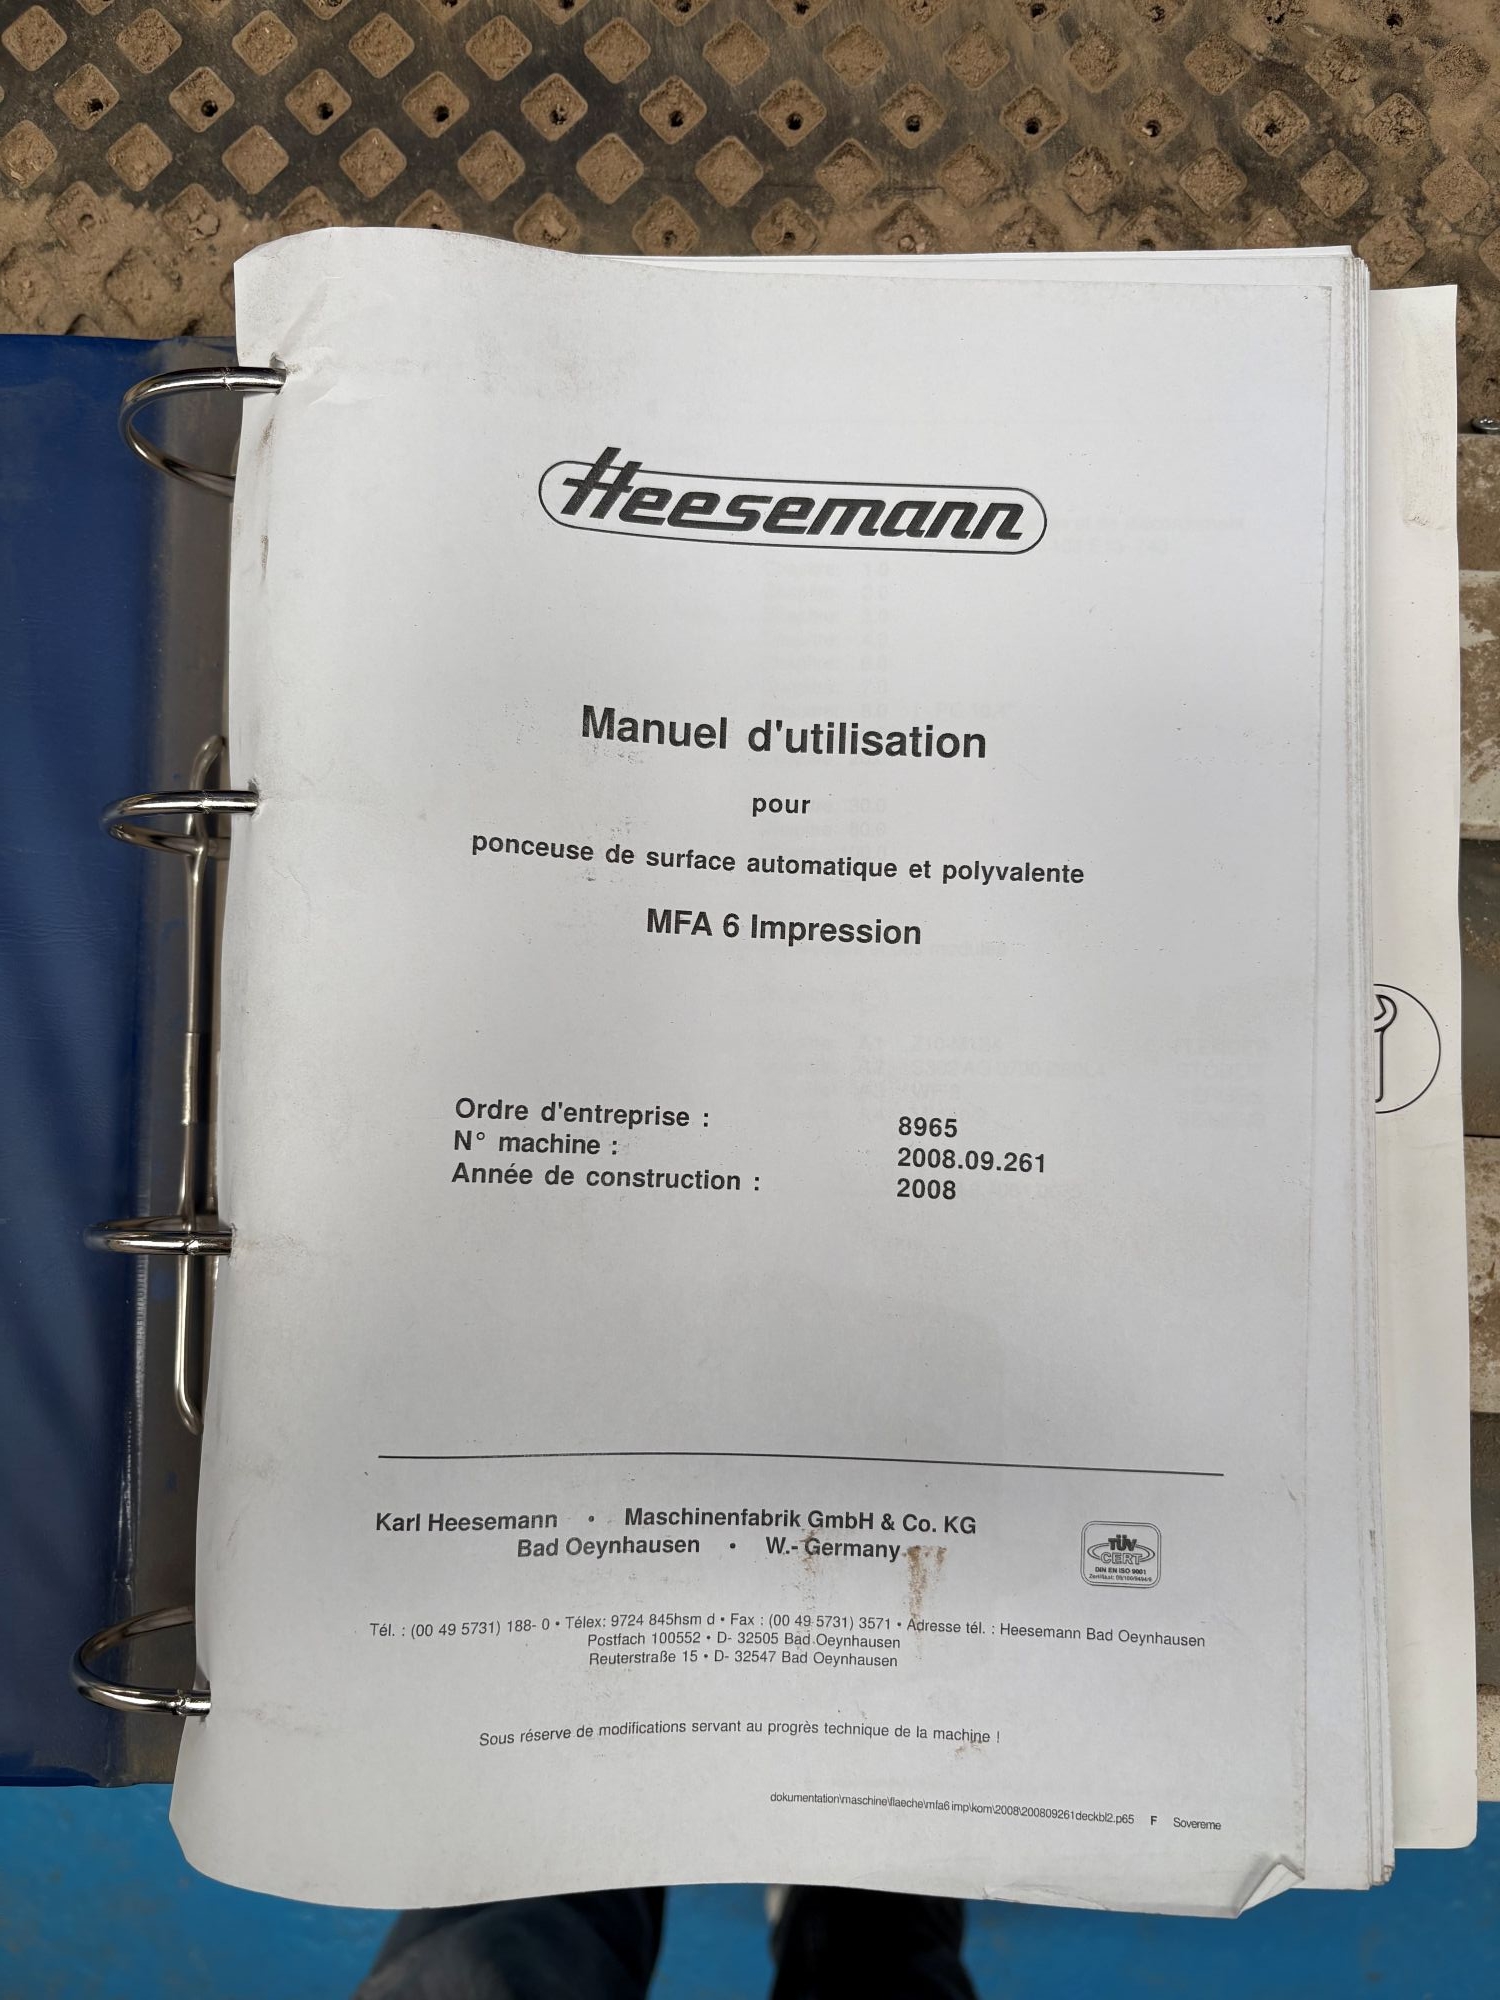 Heesemann
Manuel d'utilisation
pour
ponceuse de surface automatique et polyvalente
MFA 6 Impression
Ordre d'entreprise : 8965
N° machine : 2008.09.261
Année de construction : 2008
Karl Heesemann • Maschinenfabrik GmbH & Co. KG
Bad Oeynhausen • W.- Germany
TÜV
CERT
DIN EN ISO 9001
Tél. : (00 49 5731) 188- 0 • Télex: 9724 845hsm d • Fax : (00 49 5731) 3571 • Adresse tél. : Heesemann Bad Oeynhausen
Postfach 100552 • D- 32505 Bad Oeynhausen
Reuterstraße 15 • D- 32547 Bad Oeynhausen
Sous réserve de modifications servant au progrès technique de la machine !
dokumentation\maschine\flaeche\mfa6imp\kom\2008\200809261deckbl2.p65 F Sovereme